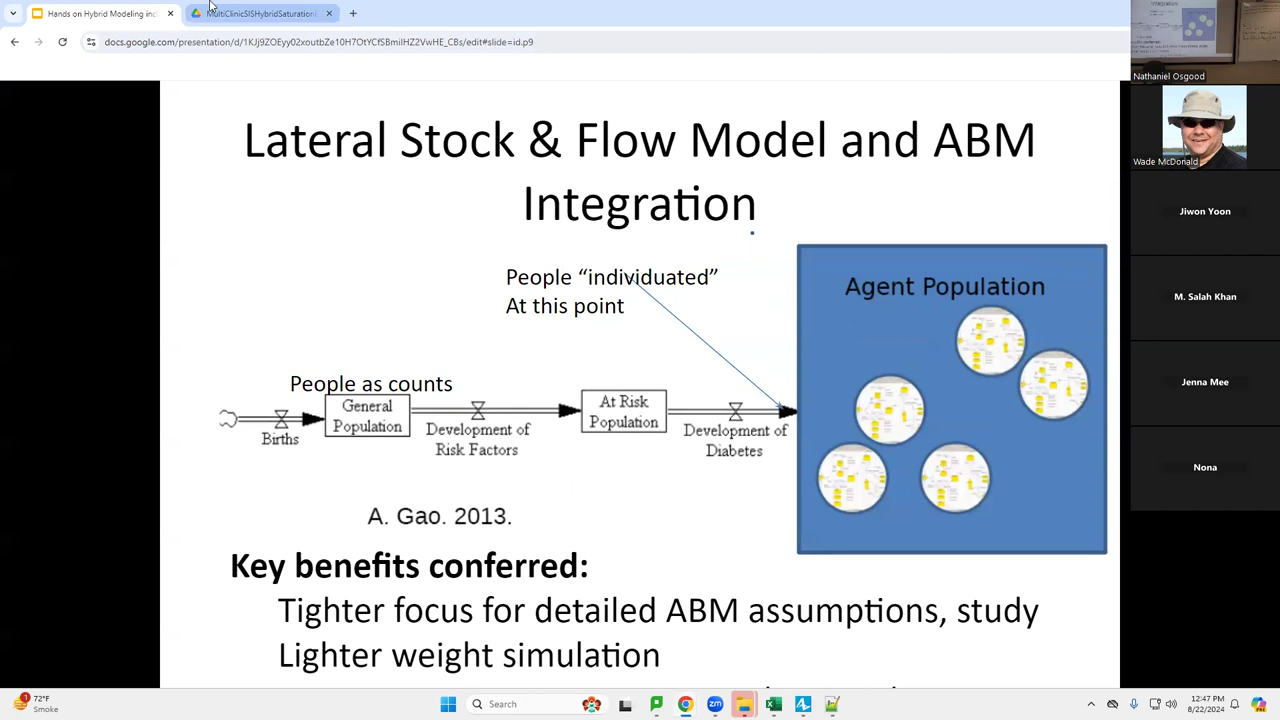 Hands on Hybrid Modeling incl
MultiClinicSISHybridSaturation
docs.google.com/presentation/d/1KJj9ZOEyy02xoutbZe10H7OtYCfSBmilHZ2VwHFtC8s/edit#slide=id.p9
Nathaniel Osgood
Wade McDonald
Jiwon Yoon
M. Salah Khan
Jenna Mee
Nona
Lateral Stock & Flow Model and ABM
Integration
People “individuated”
At this point
Agent Population
People as counts
Births
General
Population
Development of
Risk Factors
At Risk
Population
Development of
Diabetes
A. Gao. 2013.
Key benefits conferred:
Tighter focus for detailed ABM assumptions, study
Lighter weight simulation
1
72°F
Smoke
Search
12:47 PM
8/22/2024